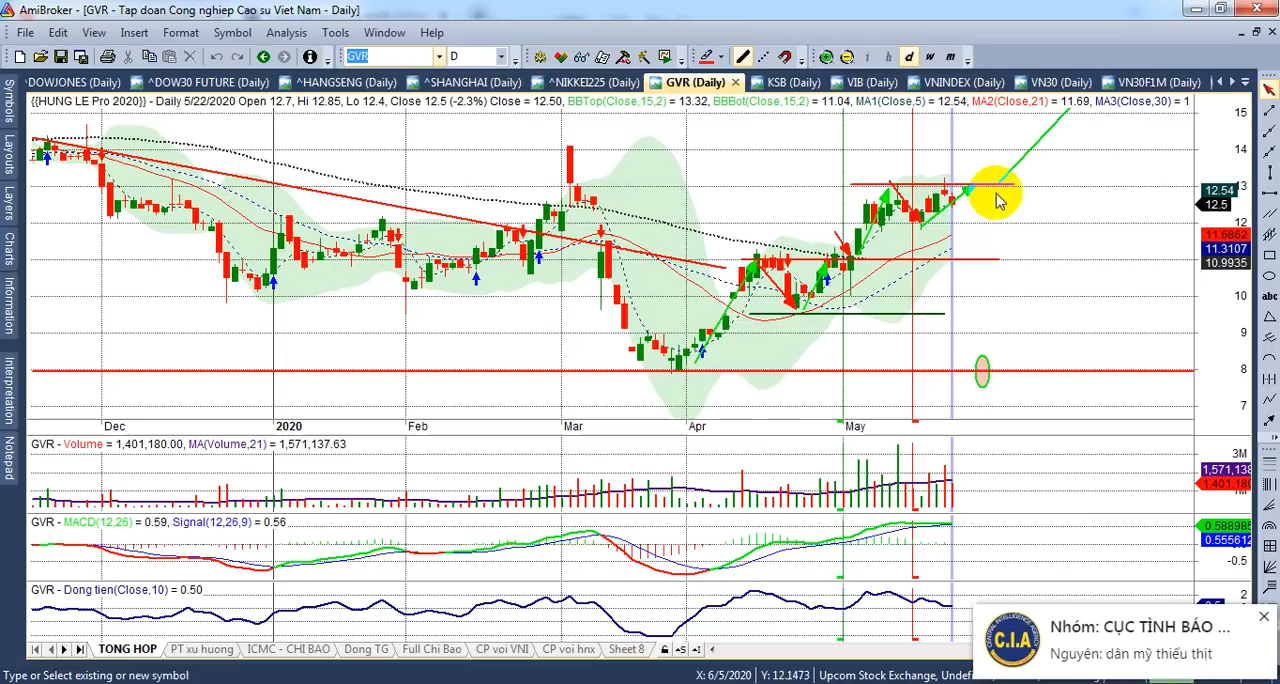 AmiBroker - [GVR - Tap doan Cong nghiep Cao su Viet Nam - Daily]
File Edit View Insert Format Symbol Analysis Tools Window Help
GVR D i h d w m
^DOWJONES (Daily) ^DOW30 FUTURE (Daily) ^HANGSENG (Daily) ^SHANGHAI (Daily) ^NIKKEI225 (Daily) GVR (Daily) KSB (Daily) VIB (Daily) VNINDEX (Daily) VN30 (Daily) VN30F1M (Daily)
{{HUNG LE Pro 2020}} - Daily 5/22/2020 Open 12.7, Hi 12.85, Lo 12.4, Close 12.5 (-2.3%) Close = 12.50, BBTop(Close,15,2) = 13.32, BBBot(Close,15,2) = 11.04, MA1(Close,5) = 12.54, MA2(Close,21) = 11.69, MA3(Close,30) = 1
Symbols
Layouts
Charts
Information
Interpretation
Notepad
abc
15
14
13
12.54
12.5
12
11.6862
11.3107
10.9935
10
9
8
7
Dec 2020 Feb Mar Apr May
GVR - Volume = 1,401,180.00, MA(Volume,21) = 1,571,137.63
3M
1,571,138
1,401,180
GVR - MACD(12,26) = 0.59, Signal(12,26,9) = 0.56
0.588985
0.555612
-0.5
GVR - Dong tien(Close,10) = 0.50
2
TONG HOP PT xu huong ICMC - CHI BAO Dong TG Full Chi Bao CP voi VNI CP voi hnx Sheet 8
C.I.A
Nhóm: CỤC TÌNH BÁO ...
Nguyên: dân mỹ thiếu thịt
Type or Select existing or new symbol X: 6/5/2020 Y: 12.1473 Upcom Stock Exchange, Undef